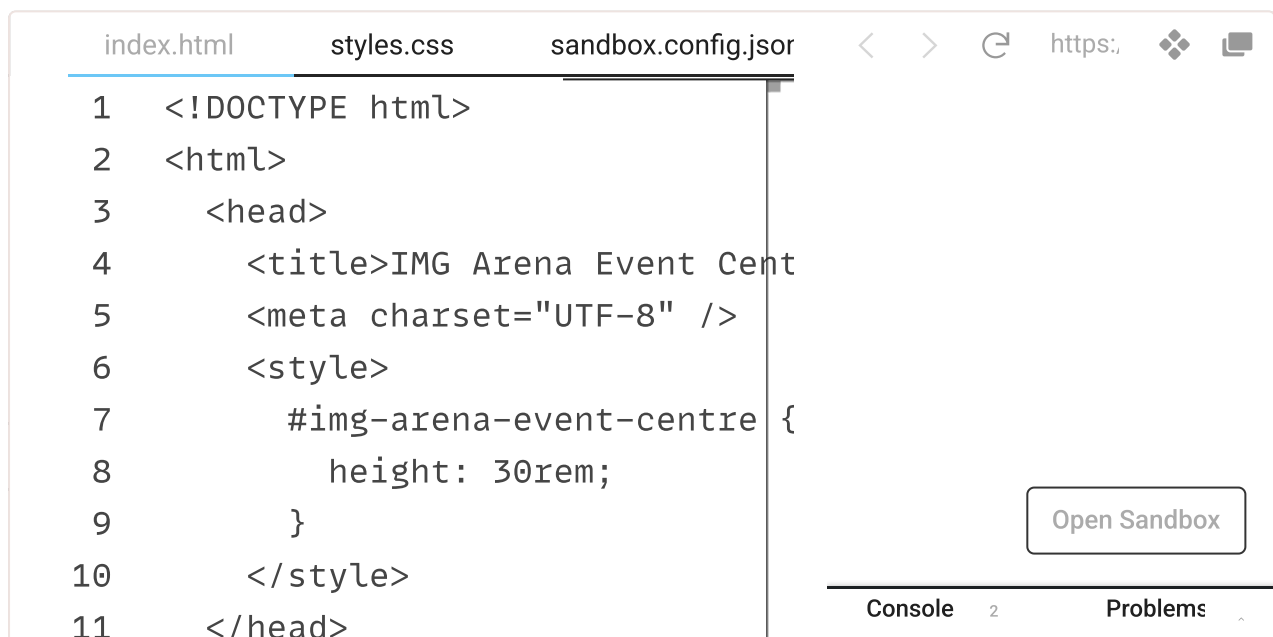 index.html styles.css sandbox.config.json https:/
1 <!DOCTYPE html>
2 <html>
3 <head>
4 <title>IMG Arena Event Cent
5 <meta charset="UTF-8" />
6 <style>
7 #img-arena-event-centre {
8 height: 30rem;
9 }
10 </style>
11 </head>
Open Sandbox
Console 2 Problems